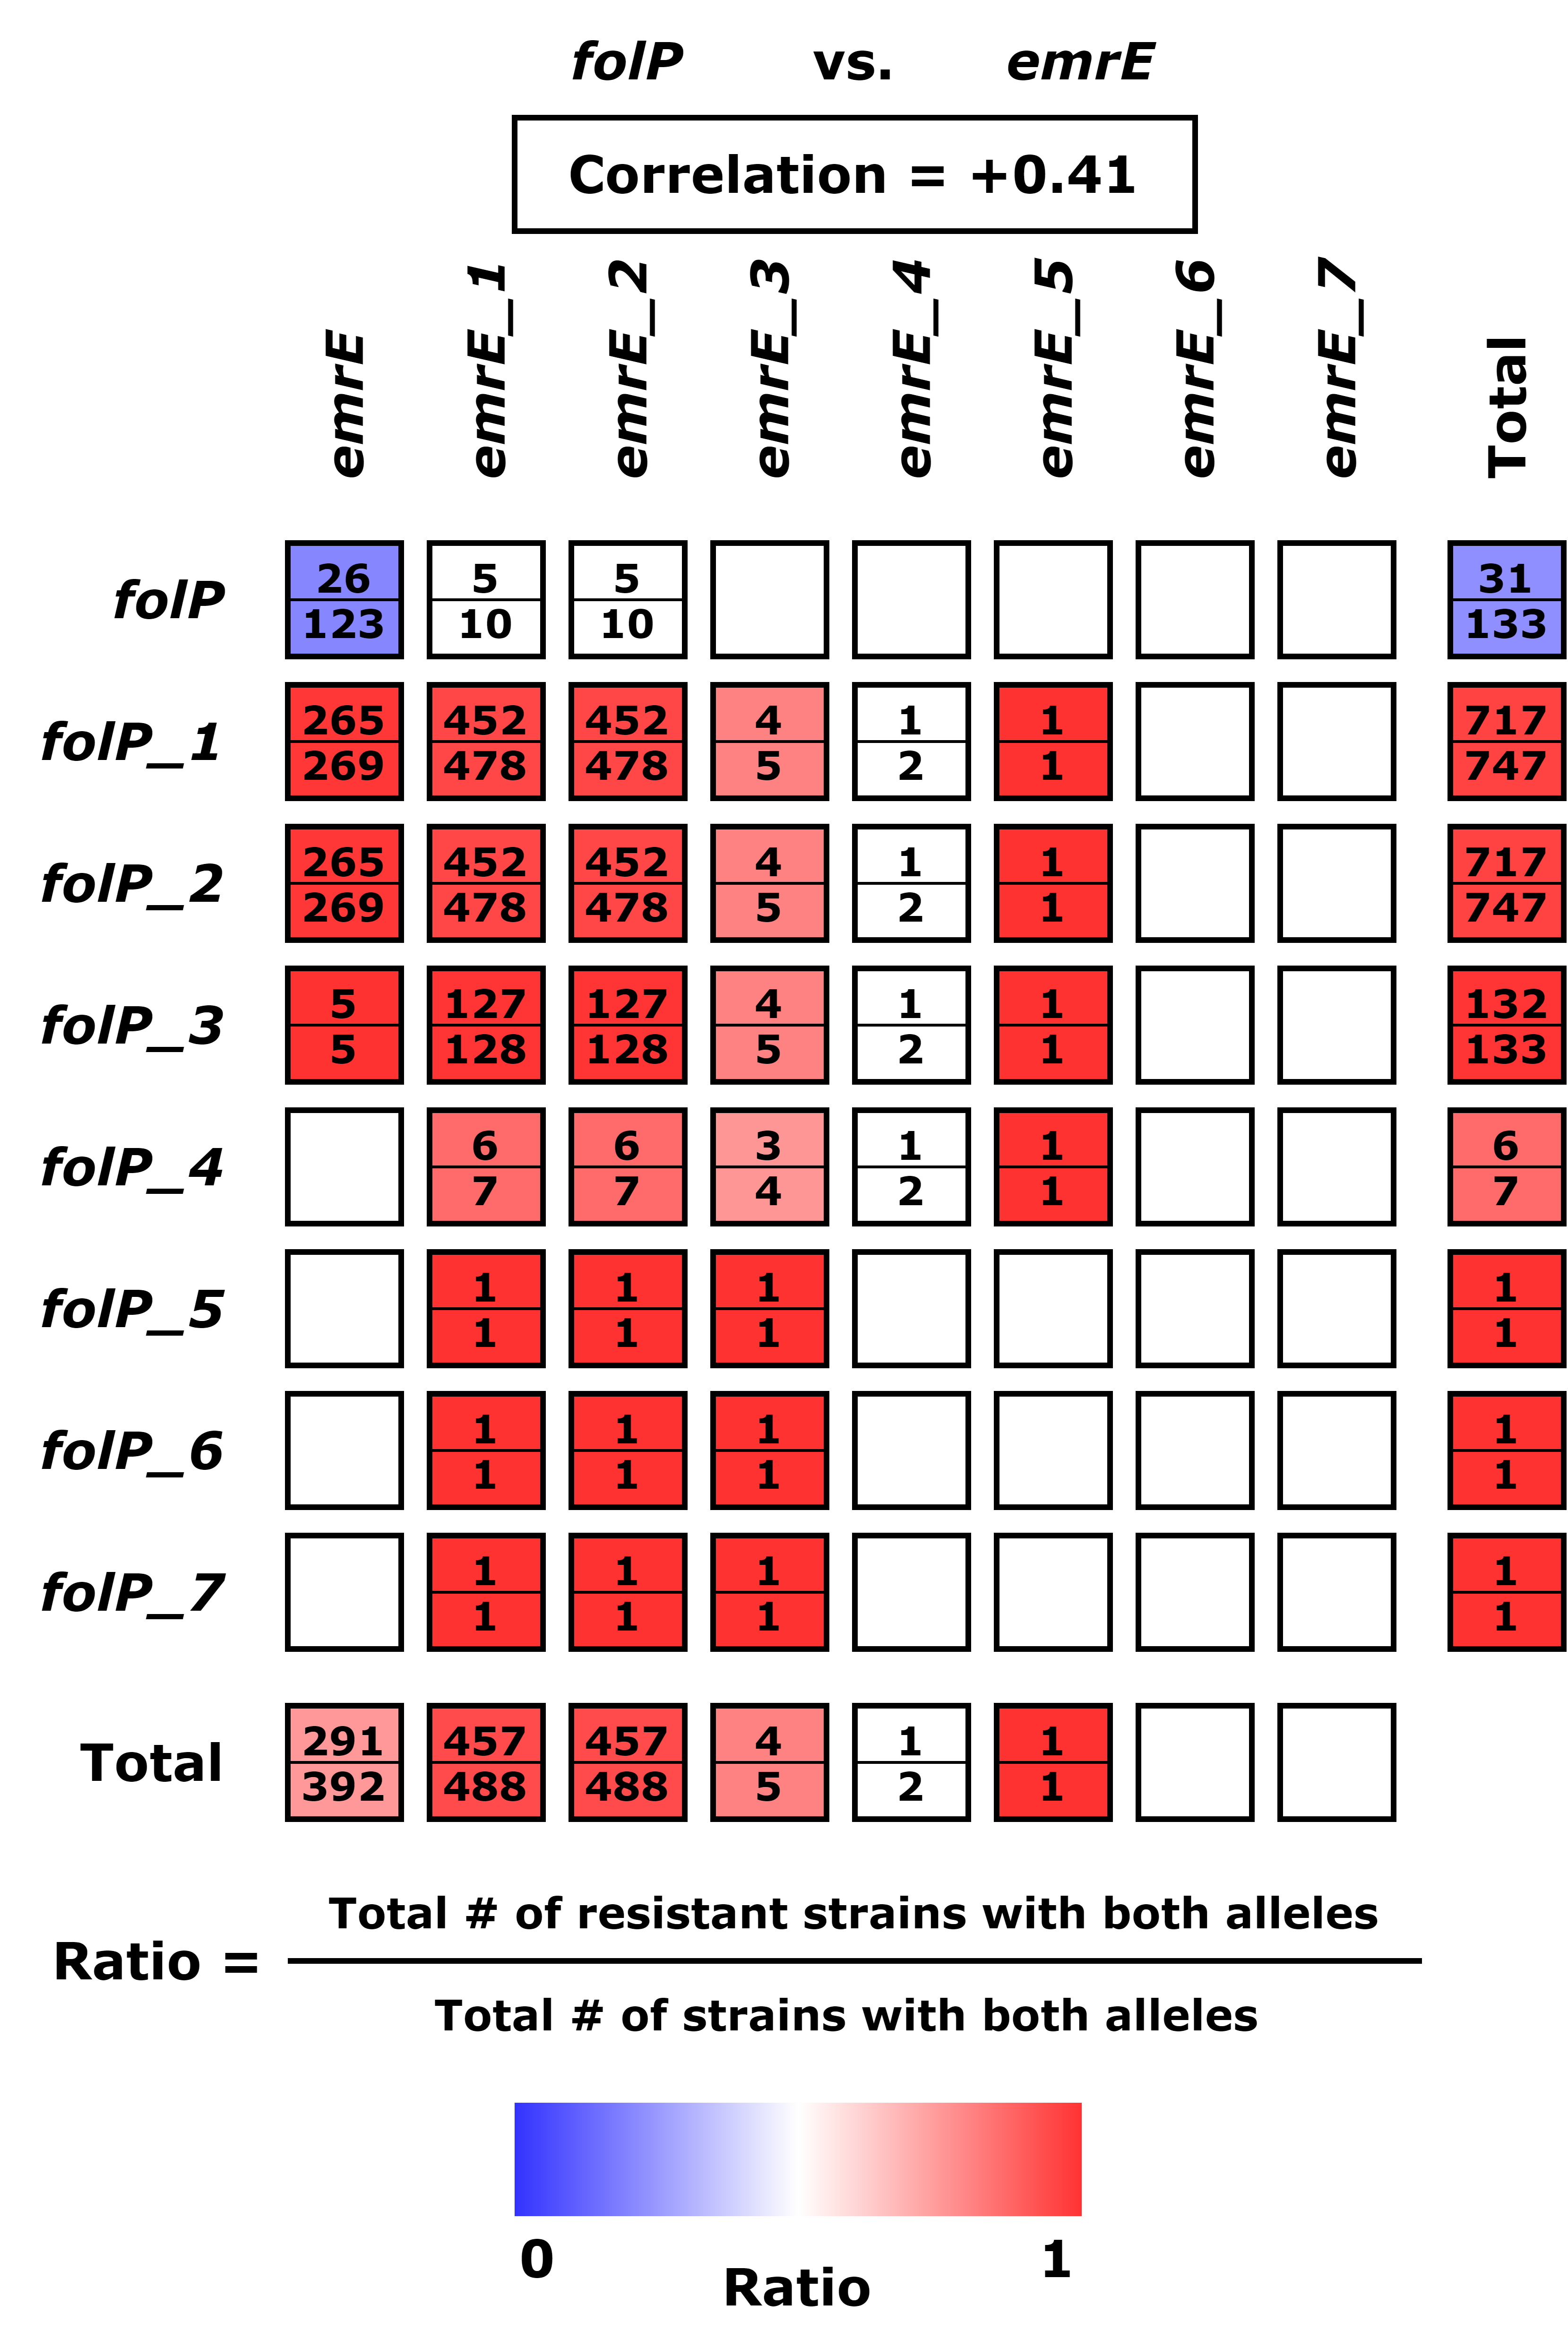 folP vs. emrE
Correlation = +0.41
emrE emrE_1 emrE_2 emrE_3 emrE_4 emrE_5 emrE_6 emrE_7 Total
folP
26 5 5 31
123 10 10 133
folP_1
265 452 452 4 1 1 717
269 478 478 5 2 1 747
folP_2
265 452 452 4 1 1 717
269 478 478 5 2 1 747
folP_3
5 127 127 4 1 1 132
5 128 128 5 2 1 133
folP_4
6 6 3 1 1 6
7 7 4 2 1 7
folP_5
1 1 1 1
1 1 1 1
folP_6
1 1 1 1
1 1 1 1
folP_7
1 1 1 1
1 1 1 1
Total
291 457 457 4 1 1
392 488 488 5 2 1
Total # of resistant strains with both alleles
Ratio =
Total # of strains with both alleles
0 1
Ratio